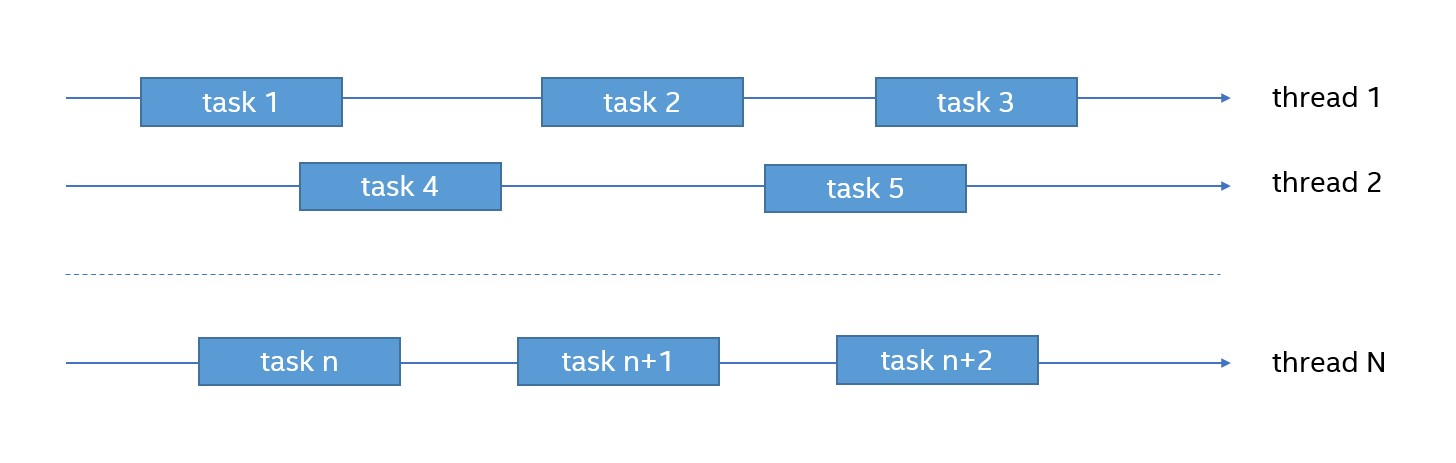 task 1
task 2
task 3
thread 1
task 4
task 5
thread 2
task n
task n+1
task n+2
thread N